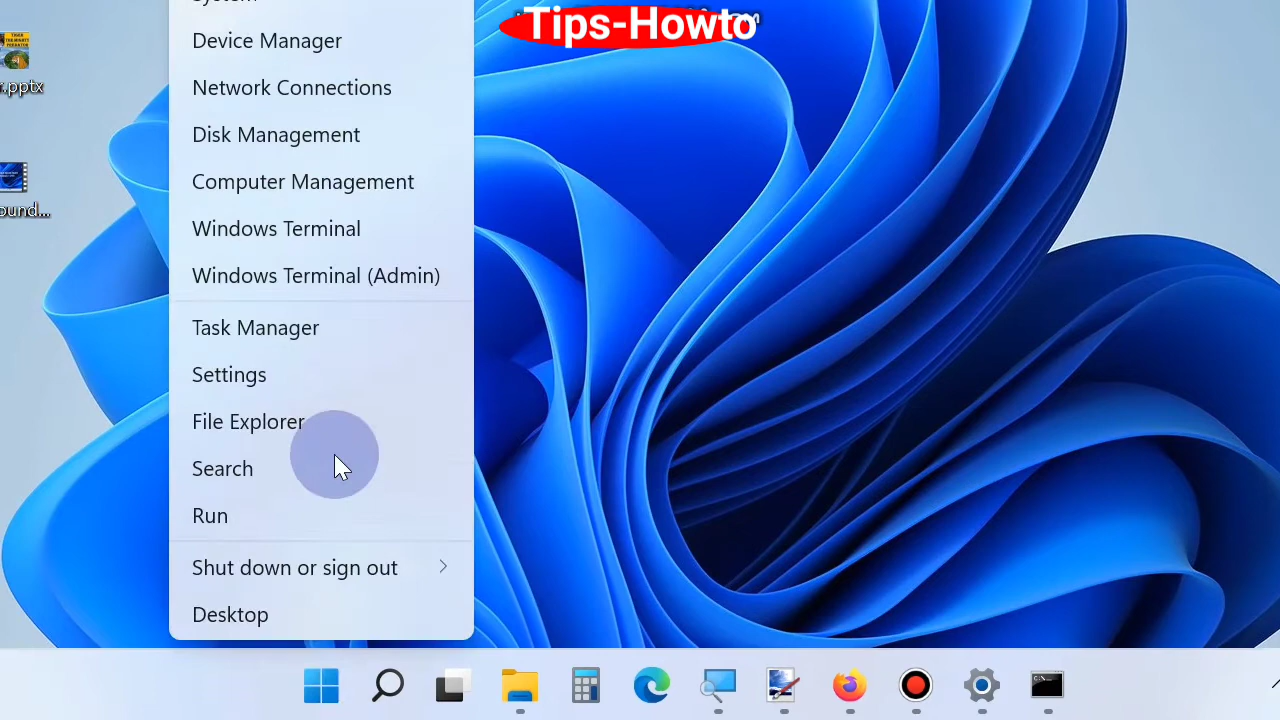 Tips-Howto
r.pptx
ound...
System
Device Manager
Network Connections
Disk Management
Computer Management
Windows Terminal
Windows Terminal (Admin)
Task Manager
Settings
File Explorer
Search
Run
Shut down or sign out
Desktop